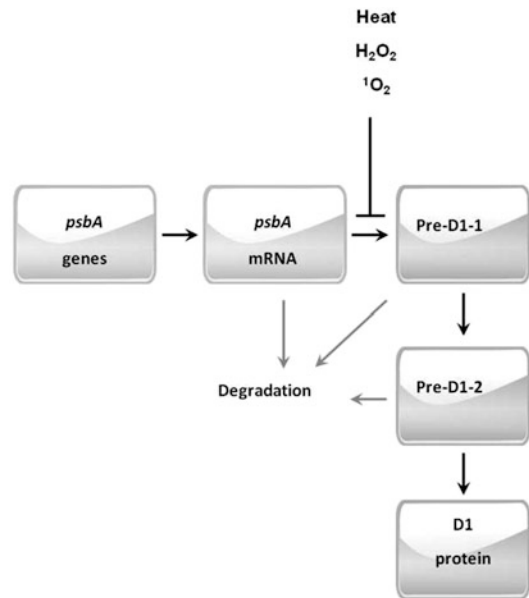 Heat
H₂O₂
¹O₂
psbA
genes
psbA
mRNA
Pre-D1-1
Degradation
Pre-D1-2
D1
protein